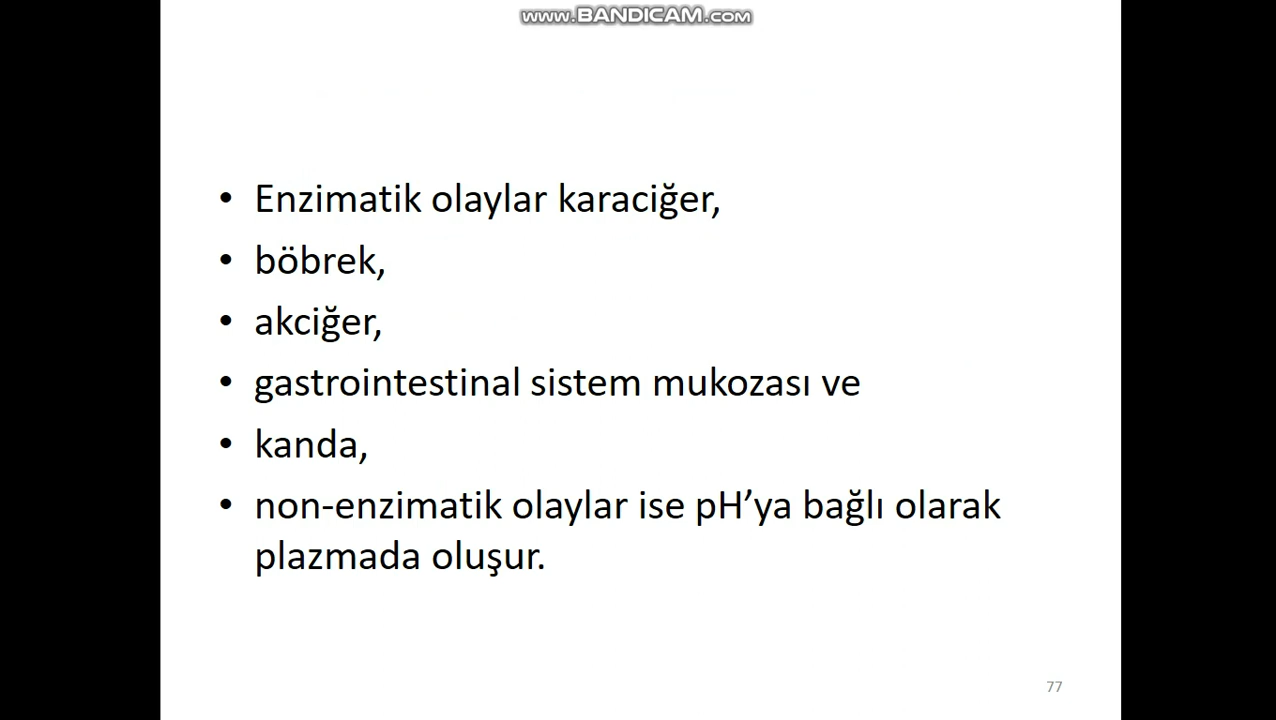 www.BANDICAM.com
• Enzimatik olaylar karaciğer,
• böbrek,
• akciğer,
• gastrointestinal sistem mukozası ve
• kanda,
• non-enzimatik olaylar ise pH’ya bağlı olarak
plazmada oluşur.
77